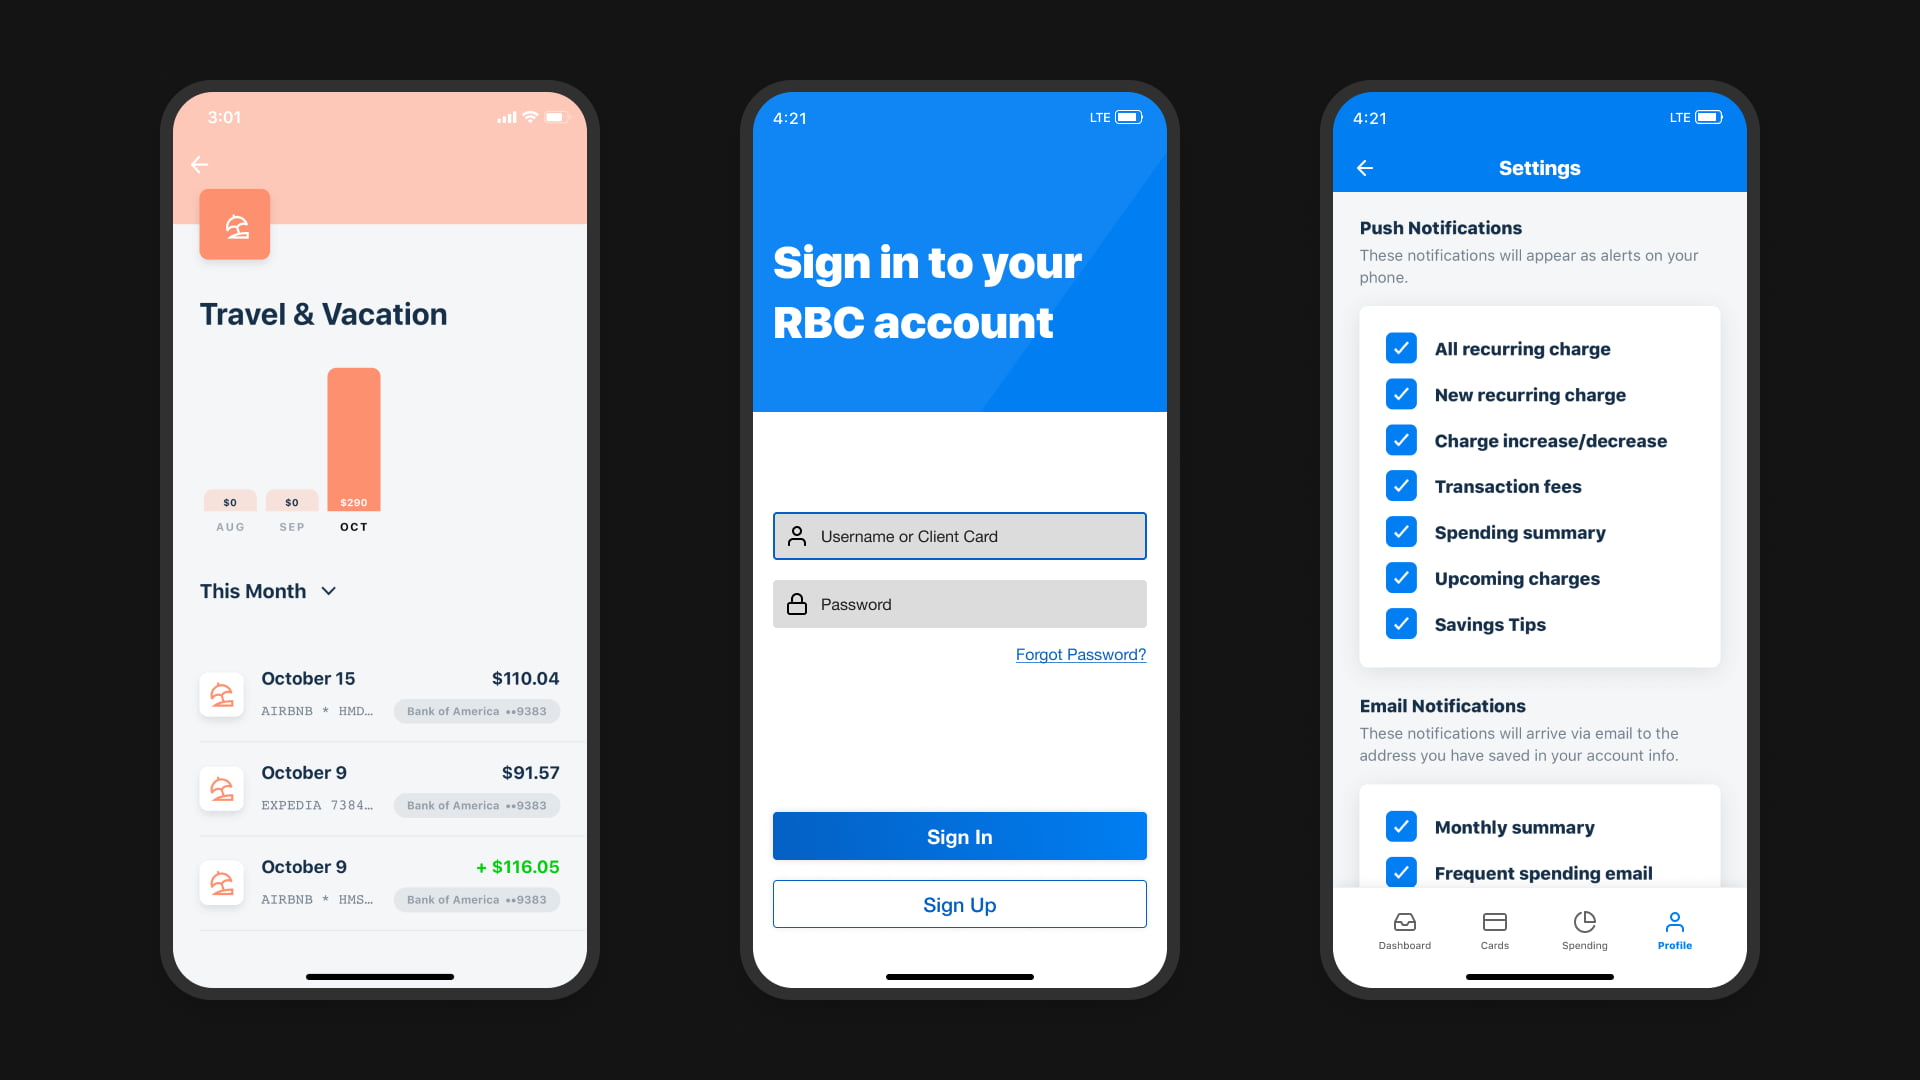 3:01
Travel & Vacation
$0
$0
$290
AUG
SEP
OCT
This Month
October 15
$110.04
AIRBNB * HMD…
Bank of America ••9383
October 9
$91.57
EXPEDIA 7384…
Bank of America ••9383
October 9
+ $116.05
AIRBNB * HMS…
Bank of America ••9383
4:21
LTE
Sign in to your
RBC account
Username or Client Card
Password
Forgot Password?
Sign In
Sign Up
4:21
LTE
Settings
Push Notifications
These notifications will appear as alerts on your
phone.
All recurring charge
New recurring charge
Charge increase/decrease
Transaction fees
Spending summary
Upcoming charges
Savings Tips
Email Notifications
These notifications will arrive via email to the
address you have saved in your account info.
Monthly summary
Frequent spending email
Dashboard
Cards
Spending
Profile